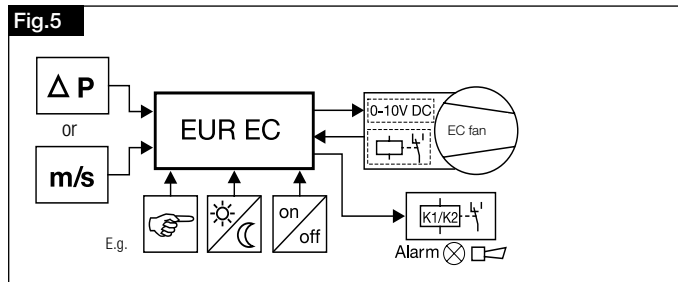 Fig.5
Δ P
or
m/s
EUR EC
0-10V DC
EC fan
E.g.
on
off
K1/K2
Alarm